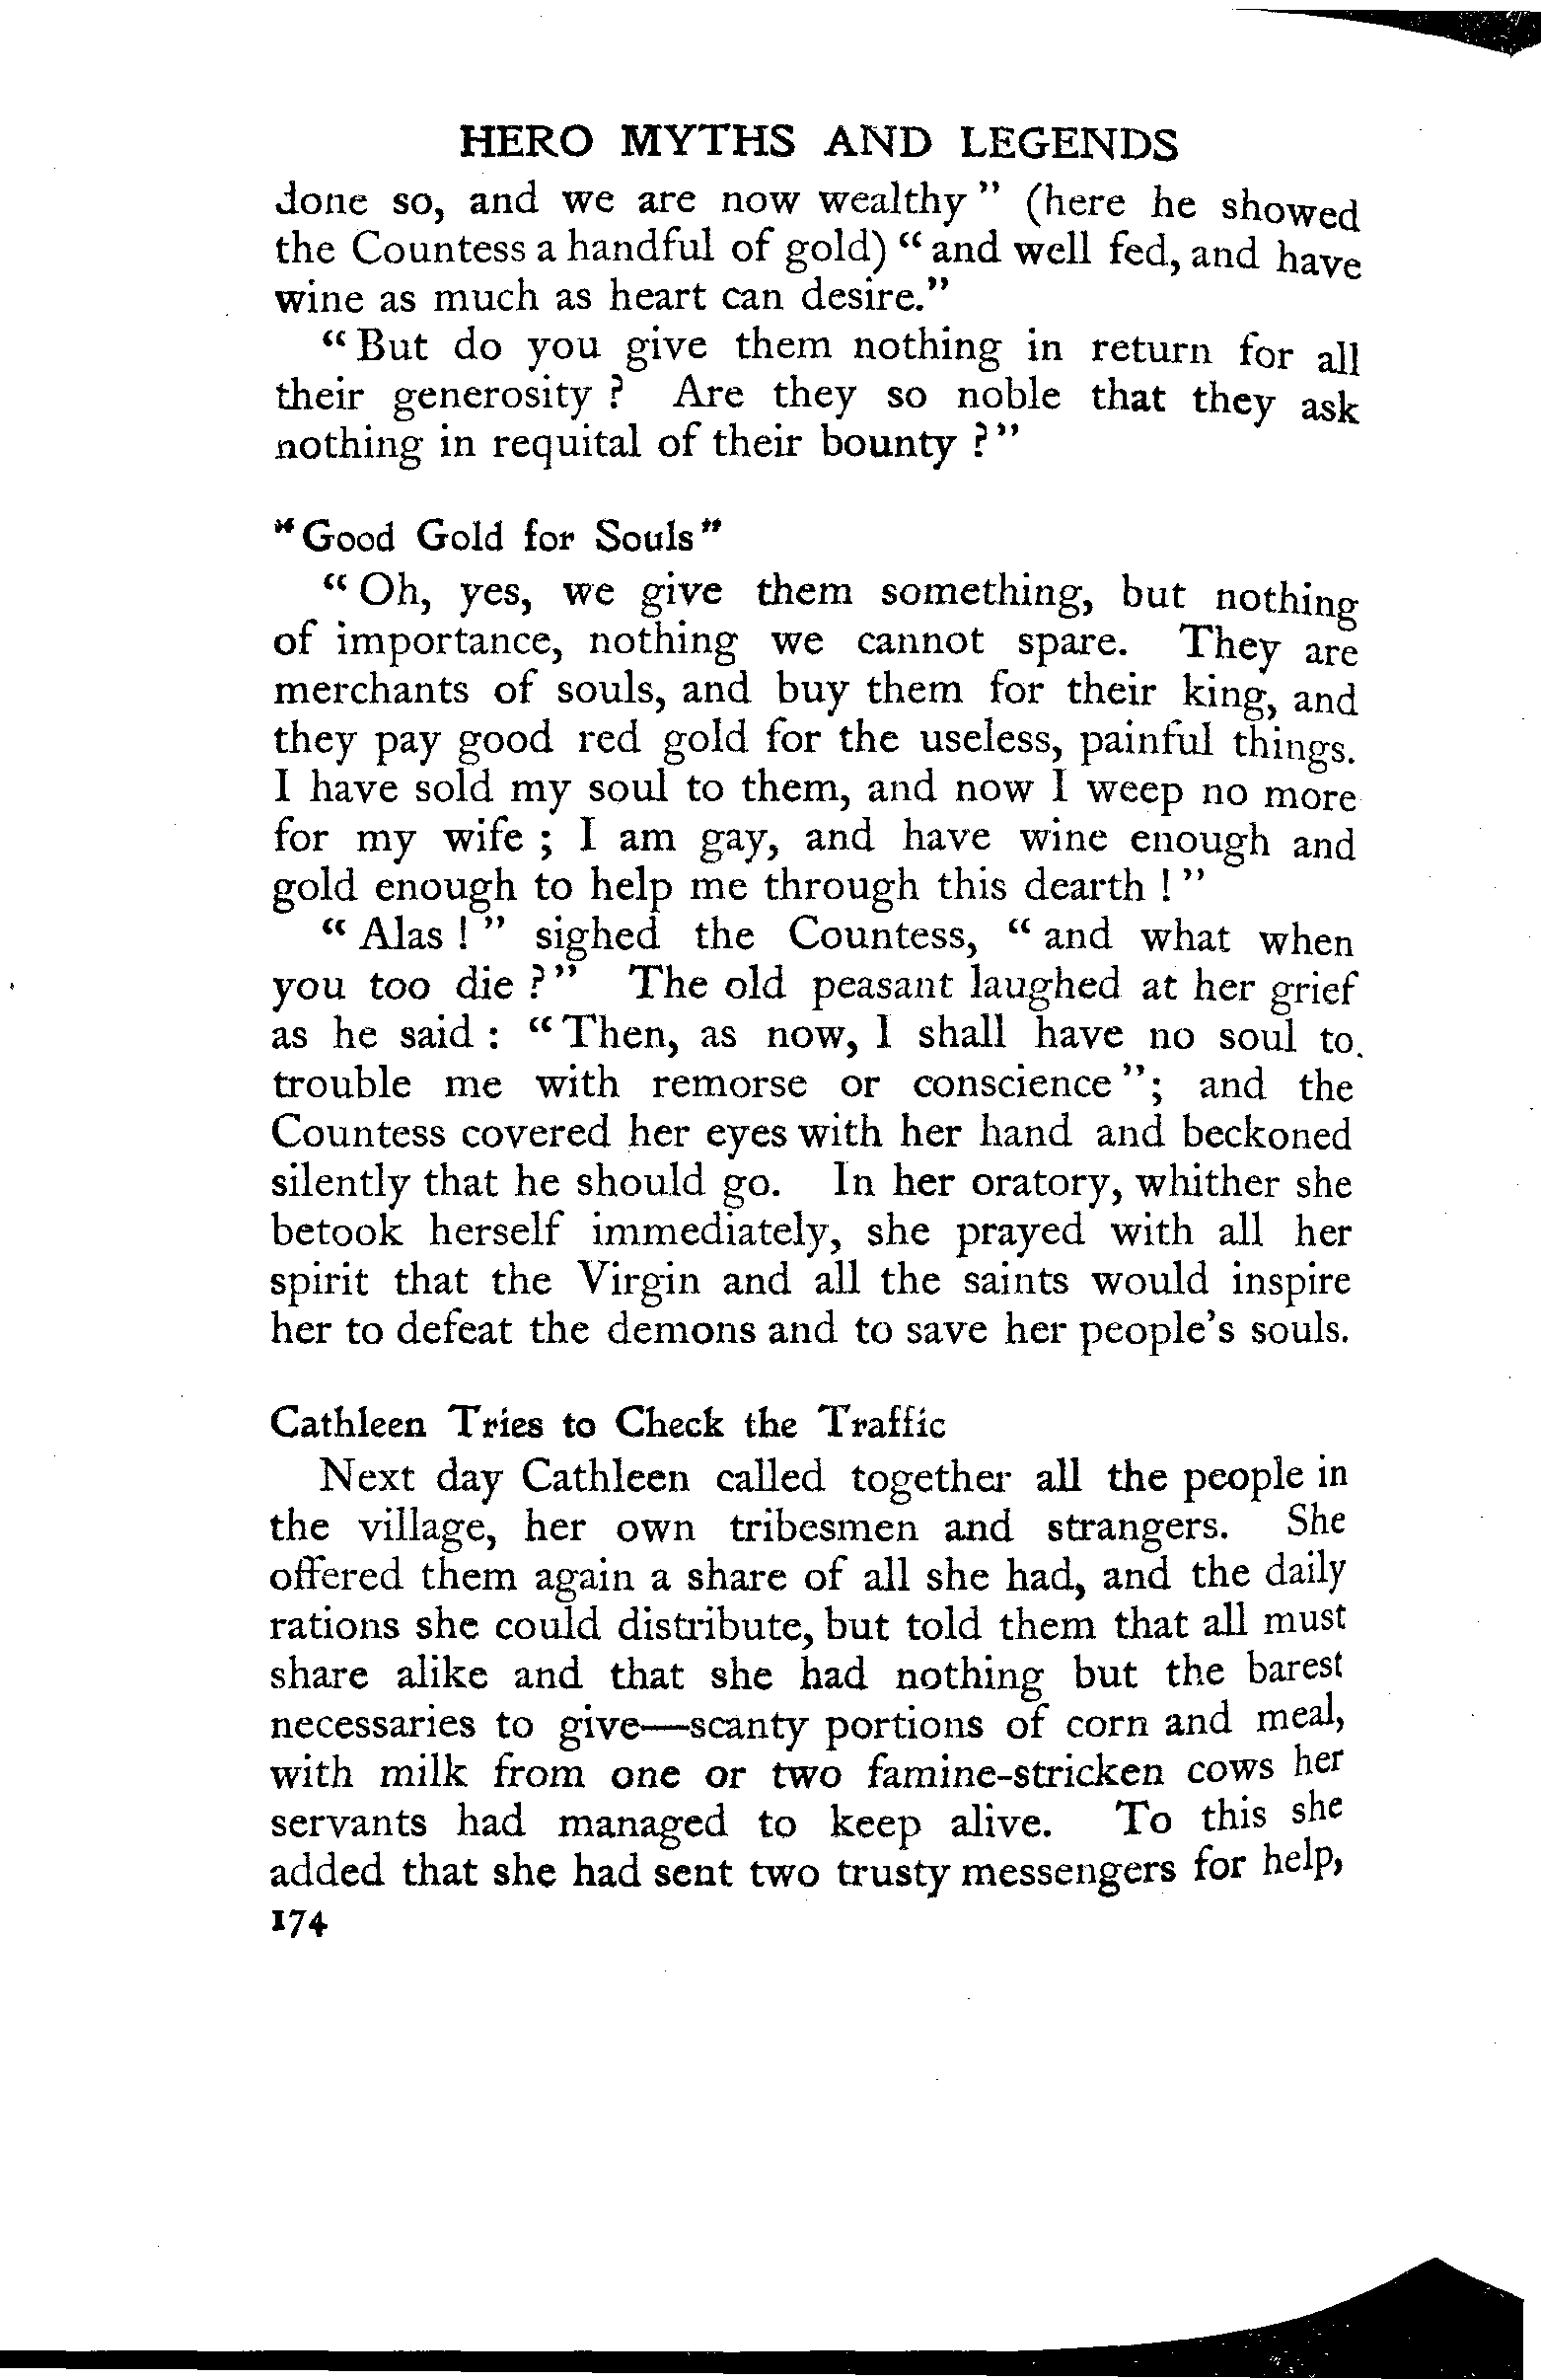 HERO MYTHS AND LEGENDS
done so, and we are now wealthy" (here he showed
the Countess a handful of gold) "and well fed, and have
wine as much as heart can desire."
"But do you give them nothing in return for all
their generosity ? Are they so noble that they ask
nothing in requital of their bounty ?"
"Good Gold for Souls"
"Oh, yes, we give them something, but nothing
of importance, nothing we cannot spare. They are
merchants of souls, and buy them for their king, and
they pay good red gold for the useless, painful things.
I have sold my soul to them, and now I weep no more
for my wife ; I am gay, and have wine enough and
gold enough to help me through this dearth !"
"Alas !" sighed the Countess, "and what when
you too die ?" The old peasant laughed at her grief
as he said : "Then, as now, I shall have no soul to
trouble me with remorse or conscience"; and the
Countess covered her eyes with her hand and beckoned
silently that he should go. In her oratory, whither she
betook herself immediately, she prayed with all her
spirit that the Virgin and all the saints would inspire
her to defeat the demons and to save her people's souls.
Cathleen Tries to Check the Traffic
Next day Cathleen called together all the people in
the village, her own tribesmen and strangers. She
offered them again a share of all she had, and the daily
rations she could distribute, but told them that all must
share alike and that she had nothing but the barest
necessaries to give—scanty portions of corn and meal,
with milk from one or two famine-stricken cows her
servants had managed to keep alive. To this she
added that she had sent two trusty messengers for help,
174